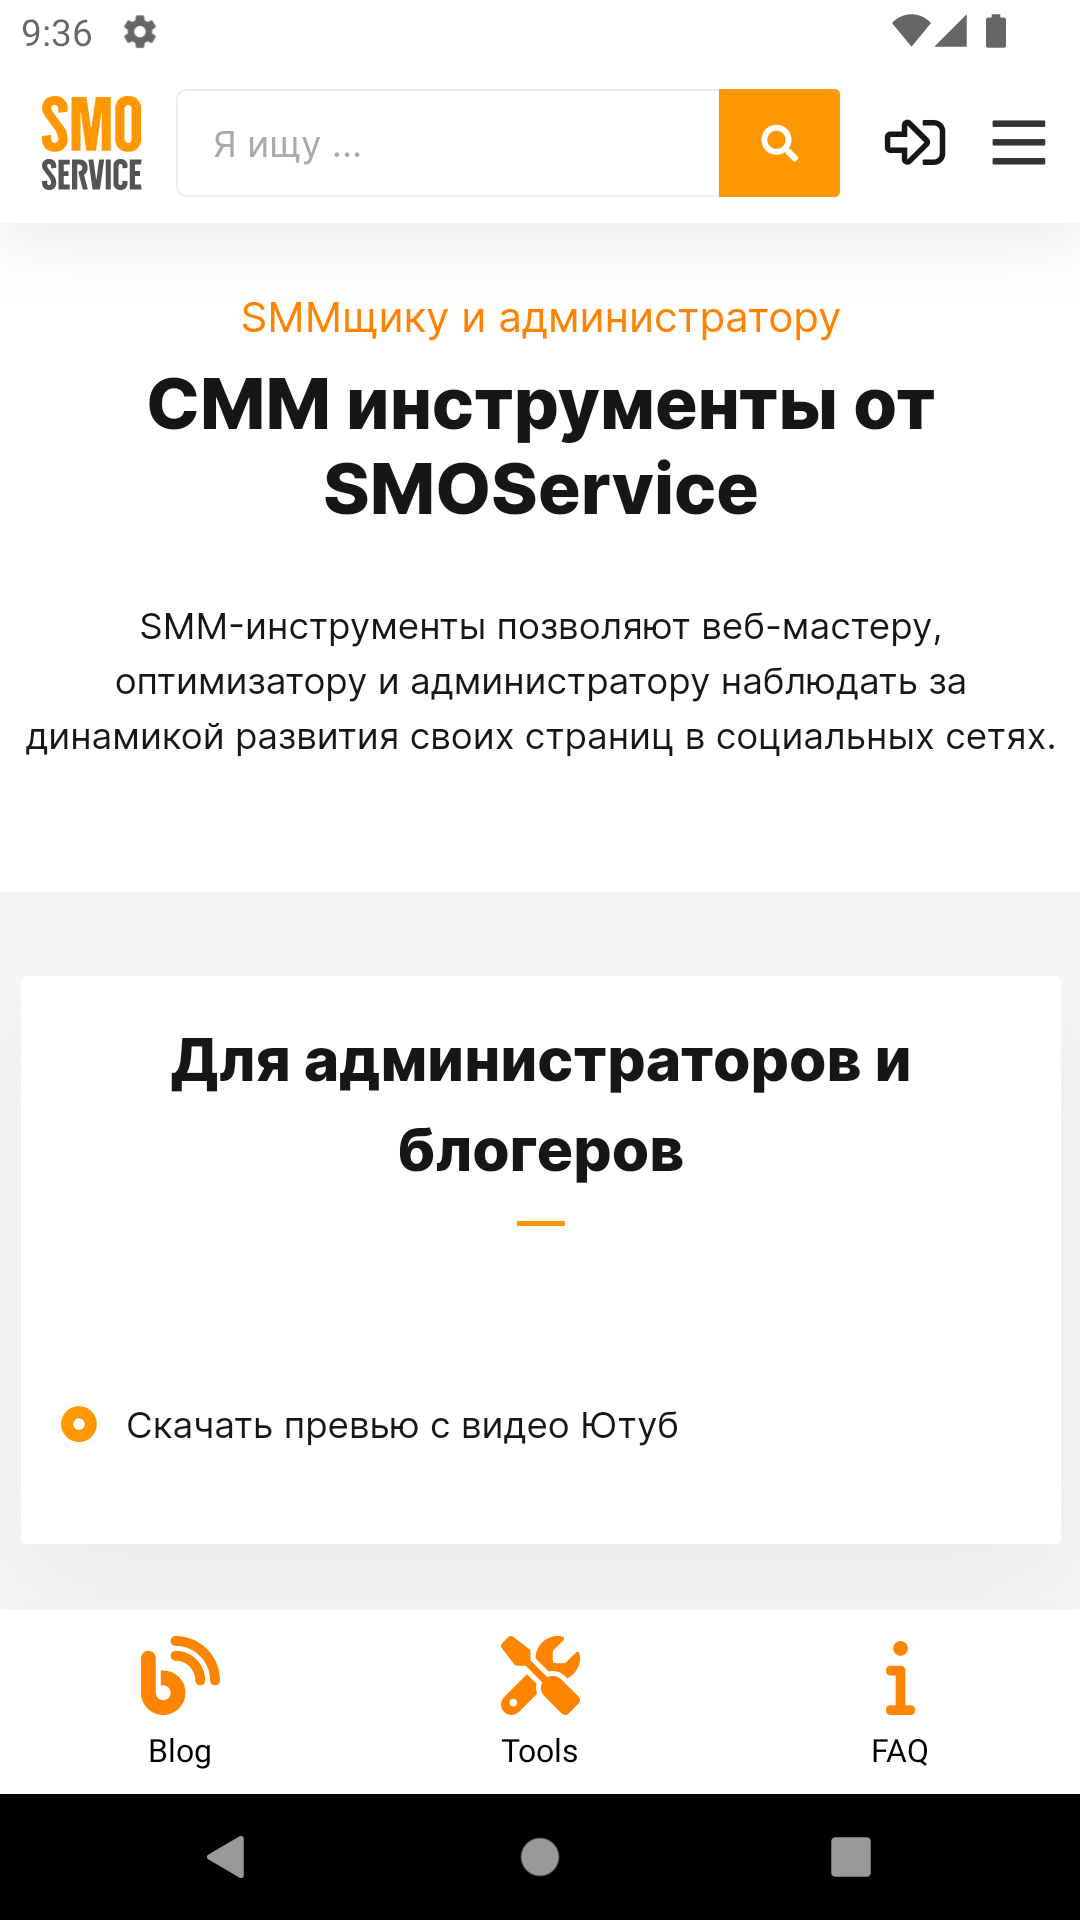 9:36
SMO
SERVICE
Я ищу ...
SMMщику и администратору
СММ инструменты от
SMOService
SMM-инструменты позволяют веб-мастеру,
оптимизатору и администратору наблюдать за
динамикой развития своих страниц в социальных сетях.
Для администраторов и
блогеров
Скачать превью с видео Ютуб
Blog
Tools
FAQ